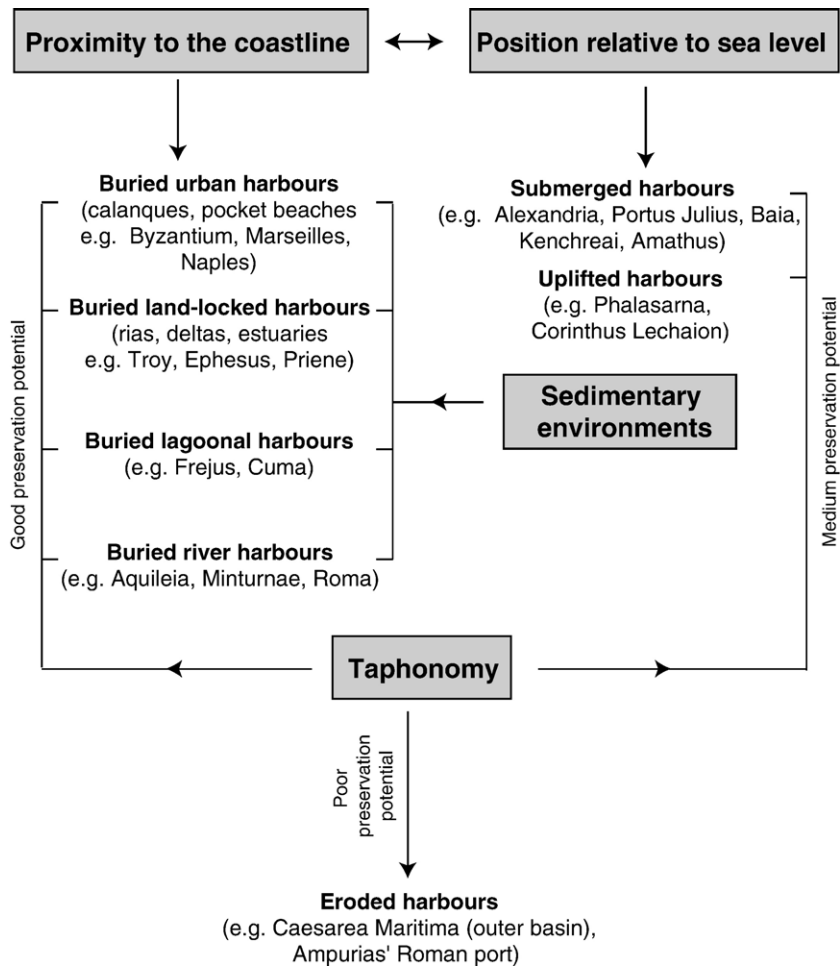 Proximity to the coastline
Position relative to sea level
Buried urban harbours
(calanques, pocket beaches
e.g. Byzantium, Marseilles,
Naples)
Buried land-locked harbours
(rias, deltas, estuaries
e.g. Troy, Ephesus, Priene)
Buried lagoonal harbours
(e.g. Frejus, Cuma)
Buried river harbours
(e.g. Aquileia, Minturnae, Roma)
Good preservation potential
Submerged harbours
(e.g. Alexandria, Portus Julius, Baia,
Kenchreai, Amathus)
Uplifted harbours
(e.g. Phalasarna,
Corinthus Lechaion)
Sedimentary
environments
Medium preservation potential
Taphonomy
Poor
preservation
potential
Eroded harbours
(e.g. Caesarea Maritima (outer basin),
Ampurias' Roman port)